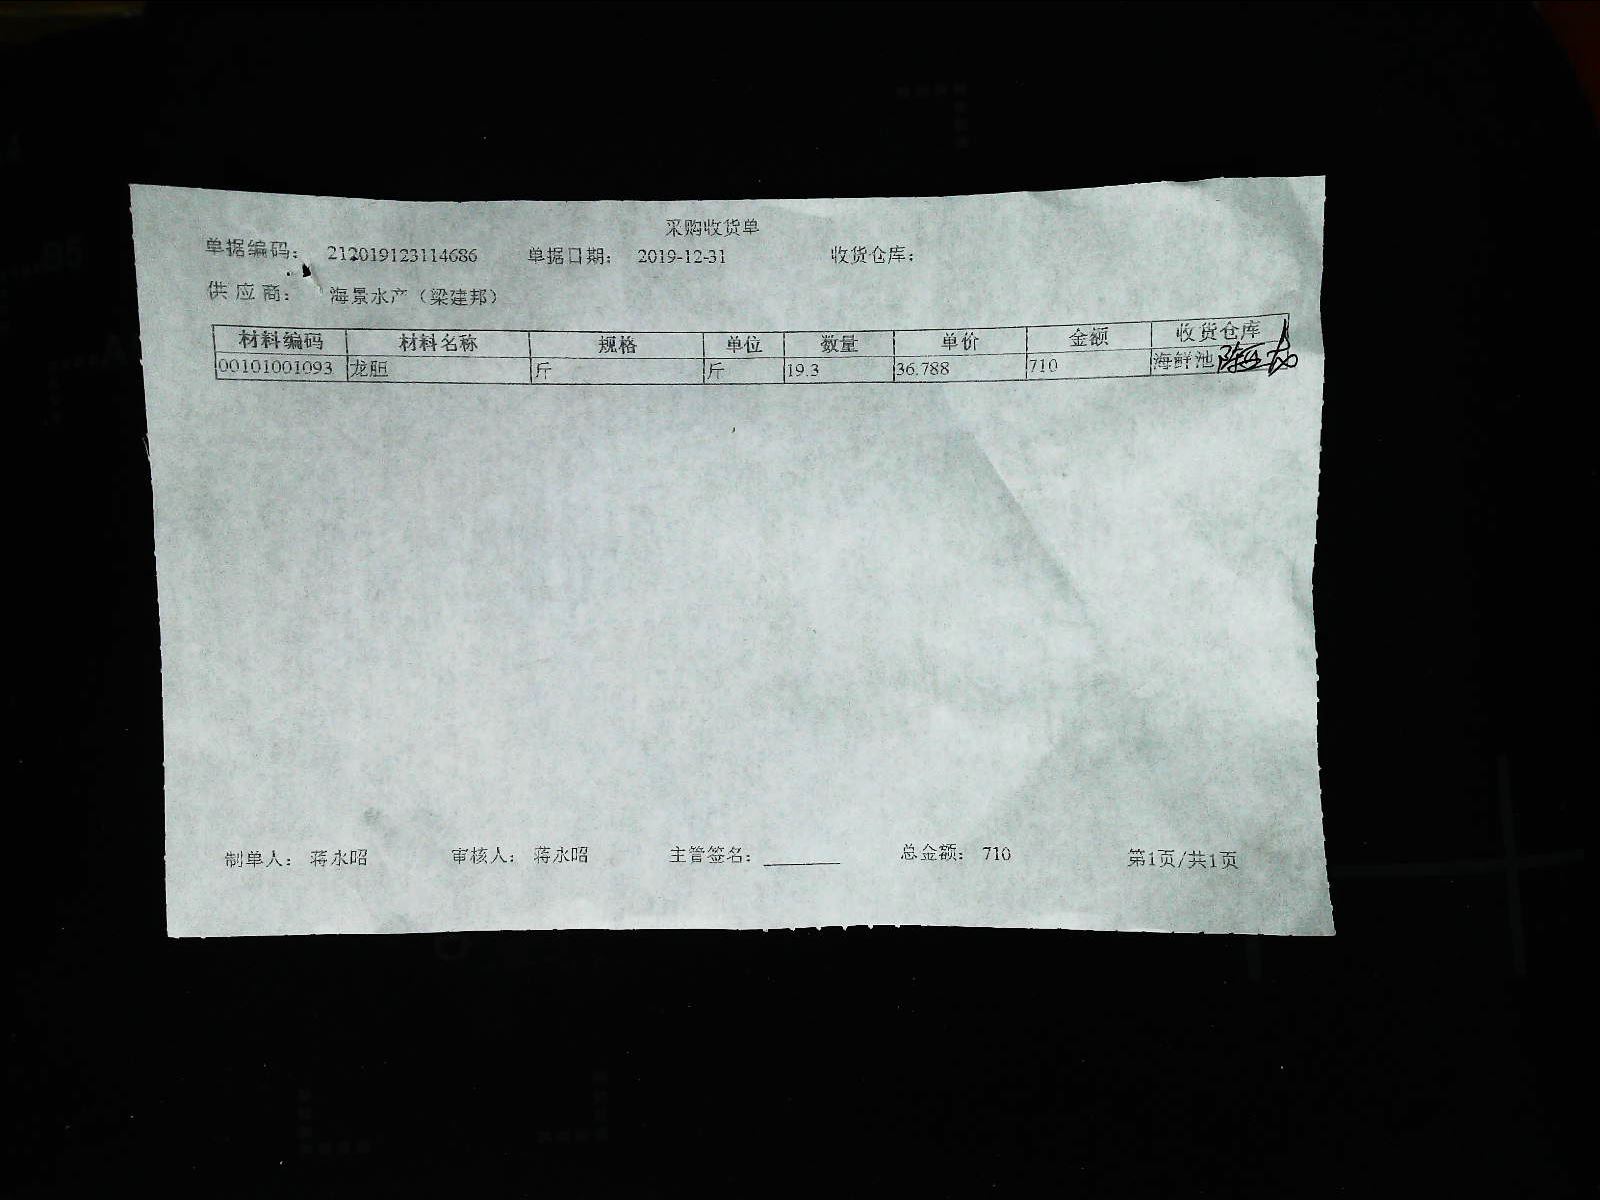 采购收货单
单据编码： 212019123114686 单据日期： 2019-12-31 收货仓库：
供 应 商： 海景水产（梁建邦）
材料编码 材料名称 规格 单位 数量 单价 金额 收货仓库
00101001093 龙胆 斤 斤 19.3 36.788 710 海鲜池
制单人： 蒋永昭 审核人： 蒋永昭 主管签名： 总金额： 710 第1页/共1页